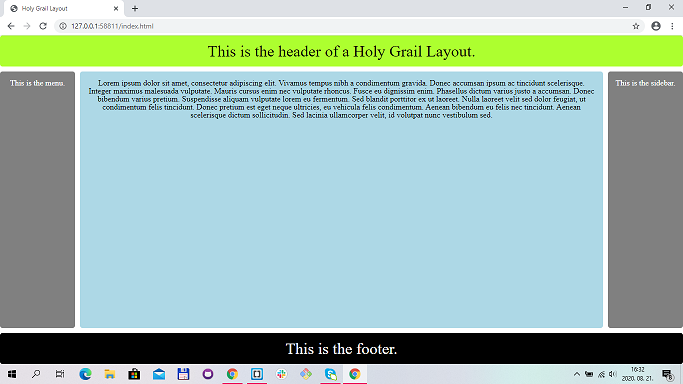 Holy Grail Layout
127.0.0.1:58811/index.html
This is the header of a Holy Grail Layout.
This is the menu.
Lorem ipsum dolor sit amet, consectetur adipiscing elit. Vivamus tempus nibh a condimentum gravida. Donec accumsan ipsum ac tincidunt scelerisque.
Integer maximus malesuada vulputate. Mauris cursus enim nec vulputate rhoncus. Fusce eu dignissim enim. Phasellus dictum varius justo a accumsan. Donec
bibendum varius pretium. Suspendisse aliquam vulputate lorem eu fermentum. Sed blandit porttitor ex ut laoreet. Nulla laoreet velit sed dolor feugiat, ut
condimentum felis tincidunt. Donec pretium est eget neque ultricies, eu vehicula felis condimentum. Aenean bibendum eu felis nec tincidunt. Aenean
scelerisque dictum sollicitudin. Sed lacinia ullamcorper velit, id volutpat nunc vestibulum sed.
This is the sidebar.
This is the footer.
16:32
2020. 08. 21.